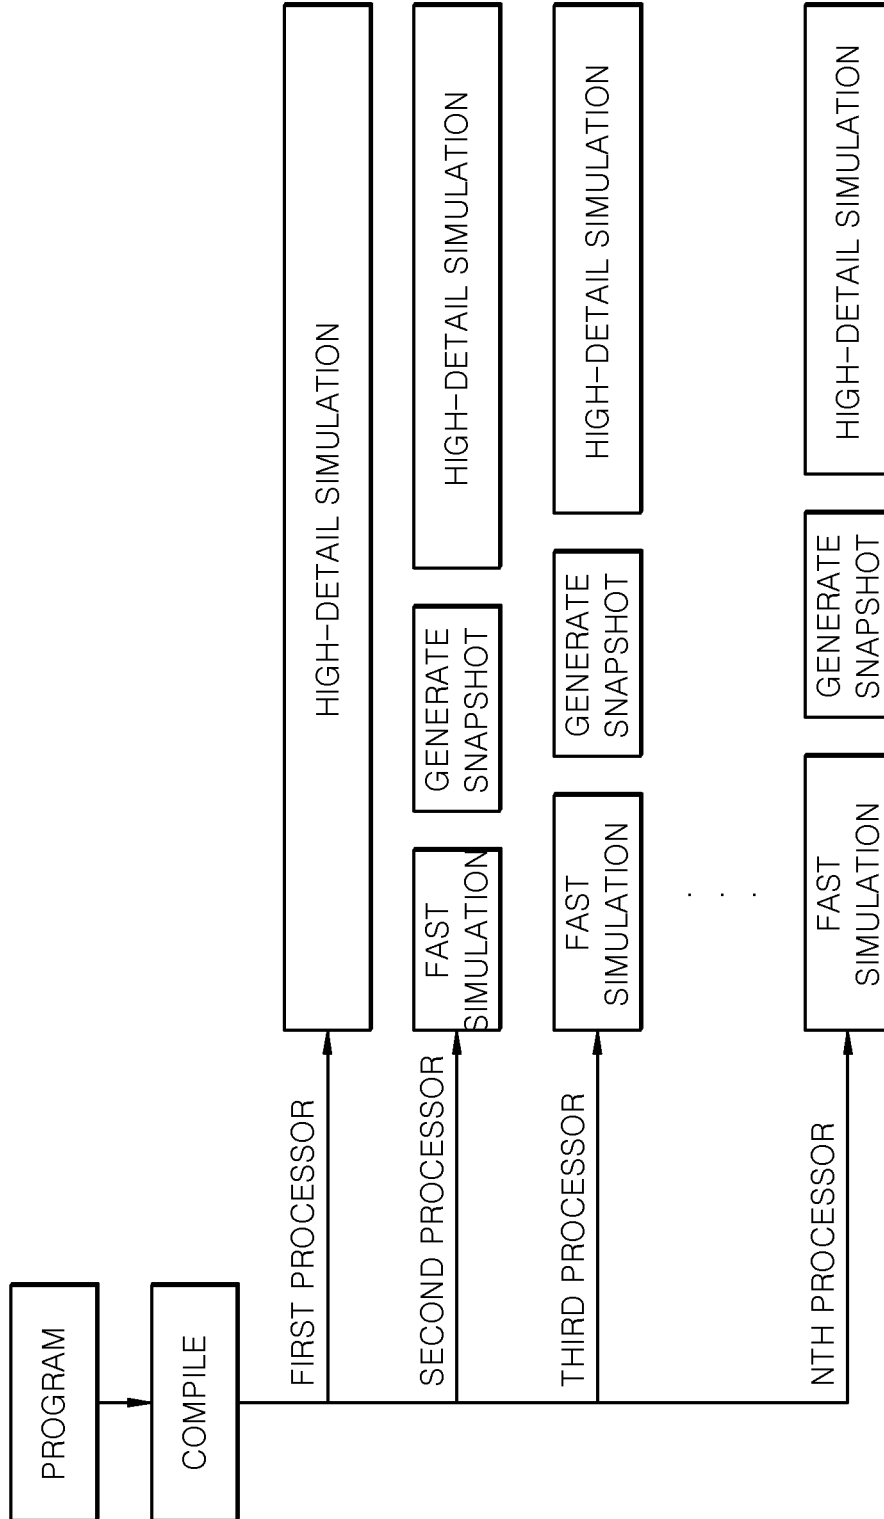 PROGRAM
COMPILE
FIRST PROCESSOR
HIGH-DETAIL SIMULATION
SECOND PROCESSOR
FAST
SIMULATION
GENERATE
SNAPSHOT
HIGH-DETAIL SIMULATION
THIRD PROCESSOR
FAST
SIMULATION
GENERATE
SNAPSHOT
HIGH-DETAIL SIMULATION
. . .
NTH PROCESSOR
FAST
SIMULATION
GENERATE
SNAPSHOT
HIGH-DETAIL SIMULATION